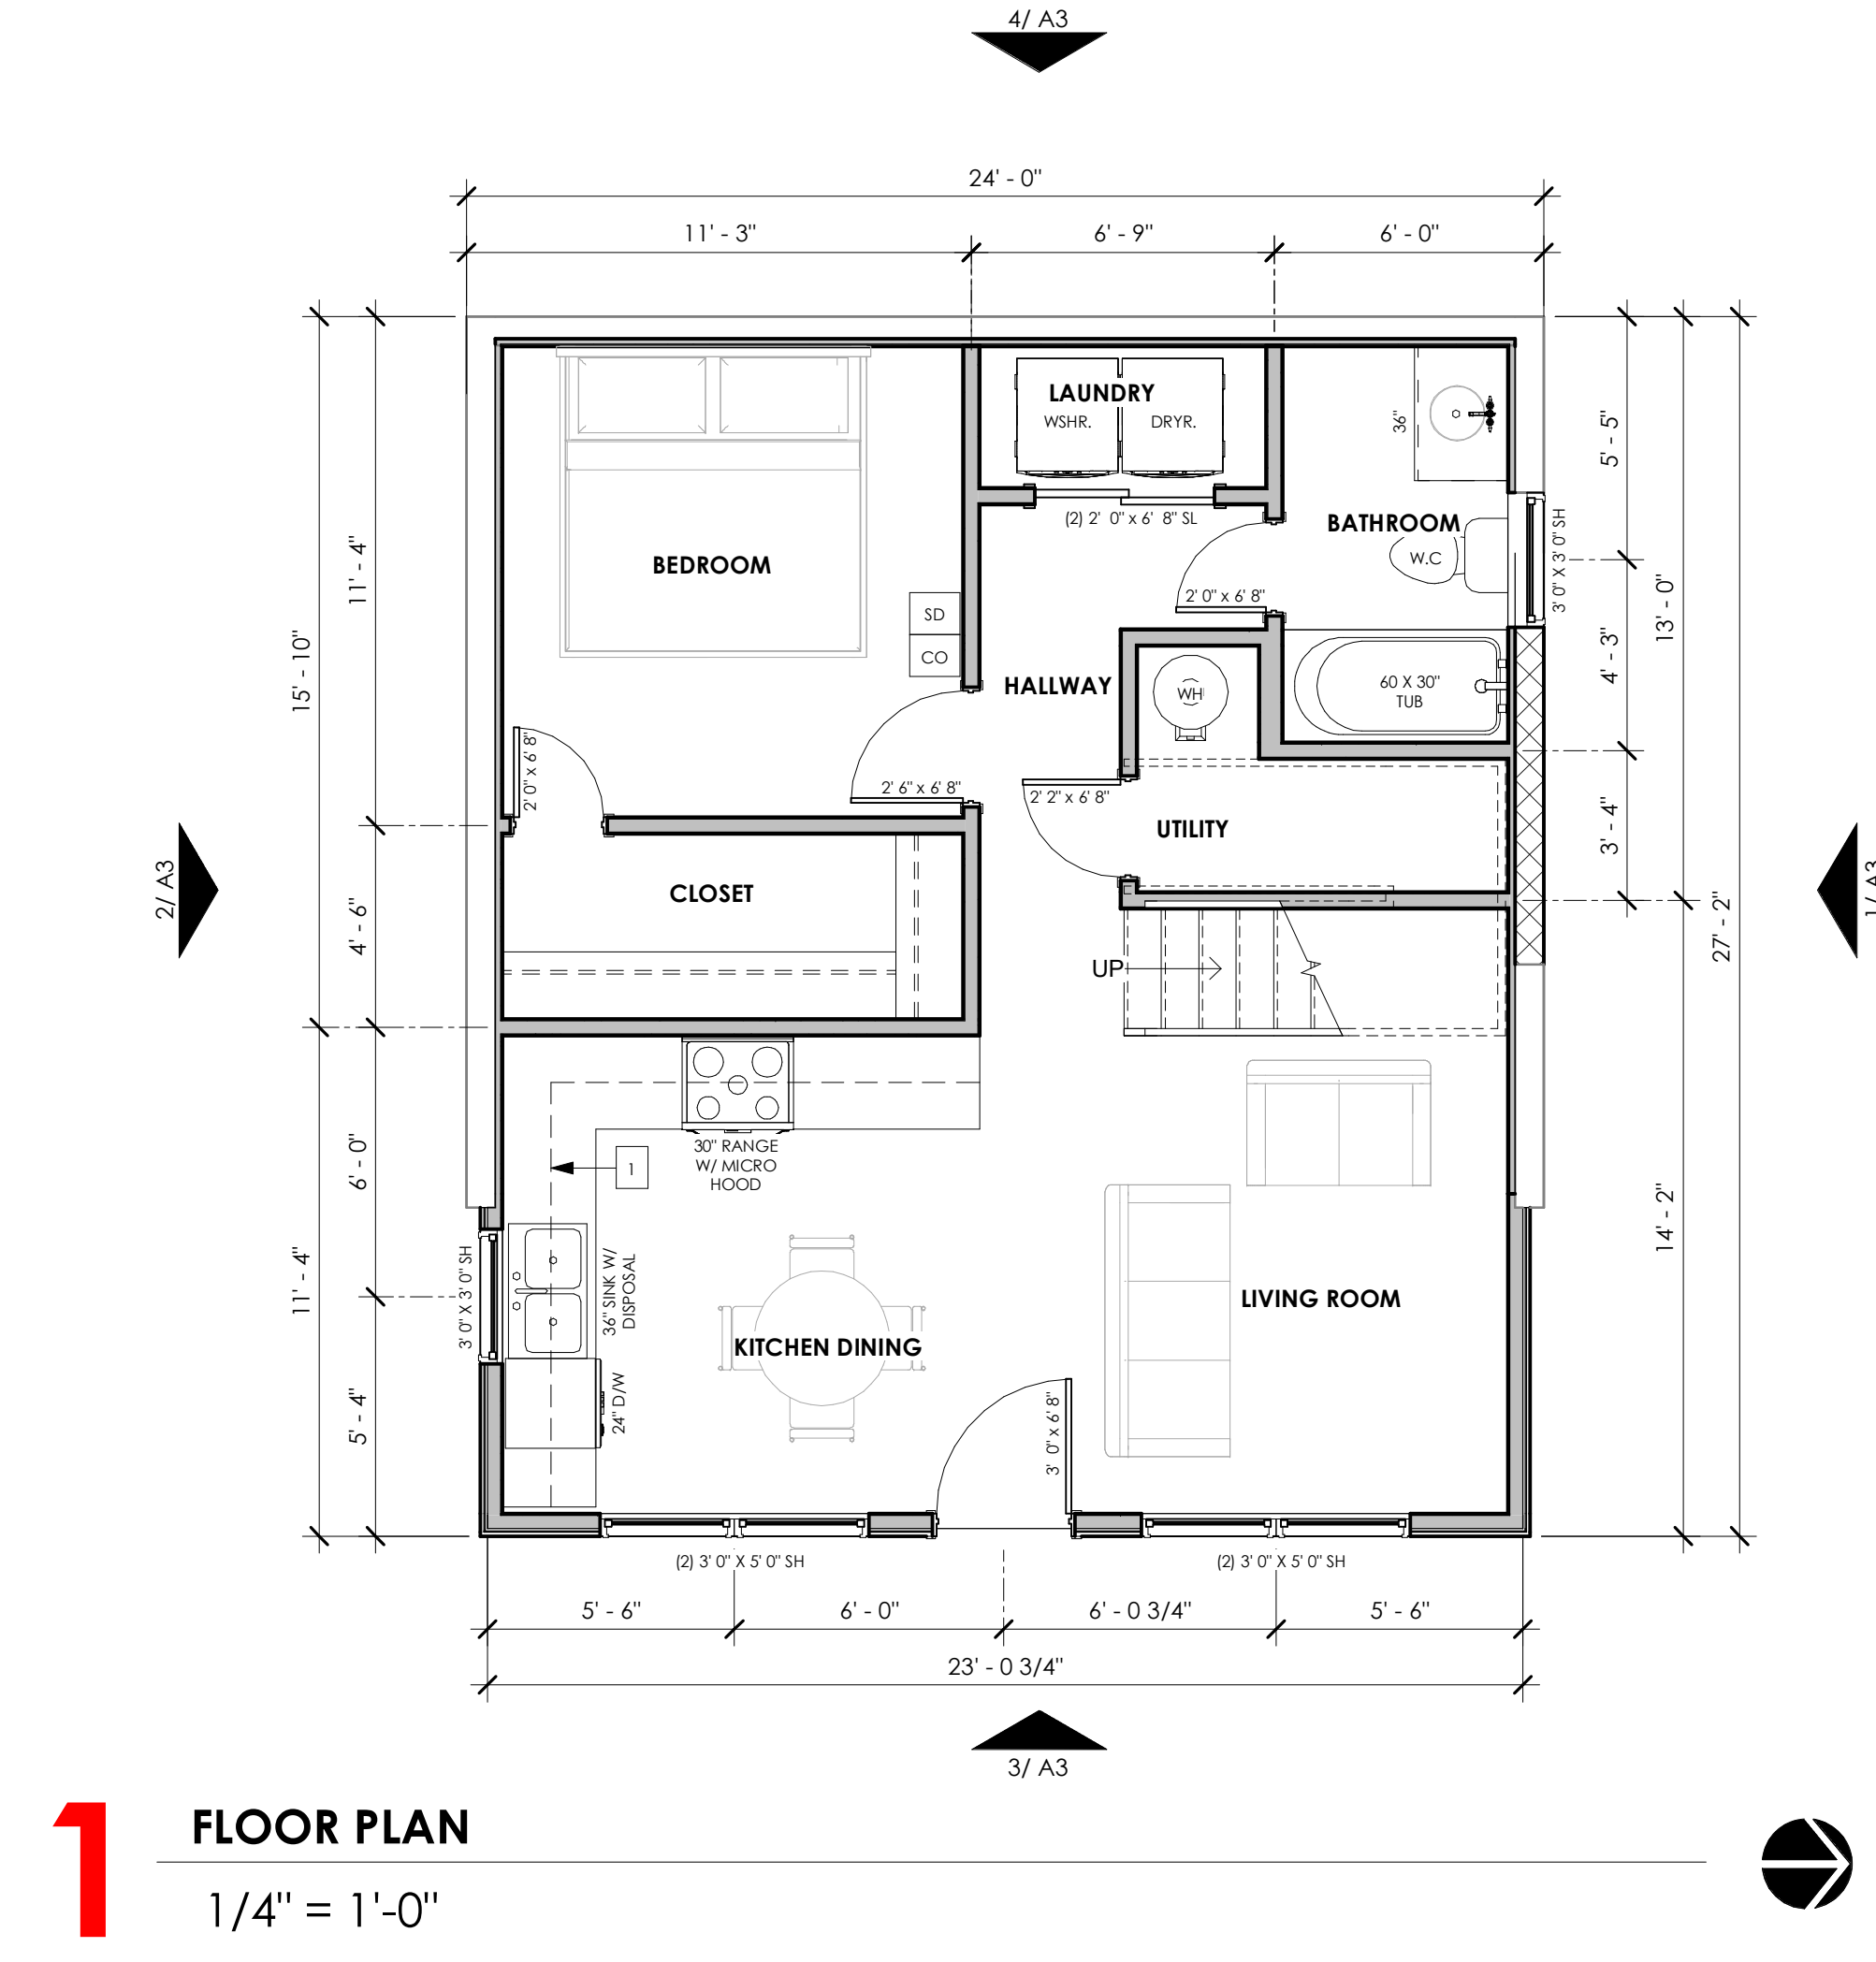 4/ A3
24' - 0"
11' - 3"
6' - 9"
6' - 0"
LAUNDRY
WSHR.
DRYR.
36"
5' - 5"
(2) 2' 0" x 6' 8" SL
BATHROOM
W.C
3' 0" X 3' 0" SH
BEDROOM
11' - 4"
2' 0" x 6' 8"
13' - 0"
SD
CO
15' - 10"
HALLWAY
WH
60 X 30"
TUB
4' - 3"
2' 0" x 6' 8"
2' 6" x 6' 8"
2' 2" x 6' 8"
UTILITY
3' - 4"
2/ A3
1/ A3
CLOSET
4' - 6"
27' - 2"
UP
30" RANGE
W/ MICRO
HOOD
1
6' - 0"
14' - 2"
11' - 4"
3' 0" X 3' 0" SH
36" SINK W/
DISPOSAL
LIVING ROOM
KITCHEN DINING
5' - 4"
24" D/W
3' 0" x 6' 8"
(2) 3' 0" X 5' 0" SH
(2) 3' 0" X 5' 0" SH
5' - 6"
6' - 0"
6' - 0 3/4"
5' - 6"
23' - 0 3/4"
3/ A3
1
FLOOR PLAN
1/4" = 1'-0"